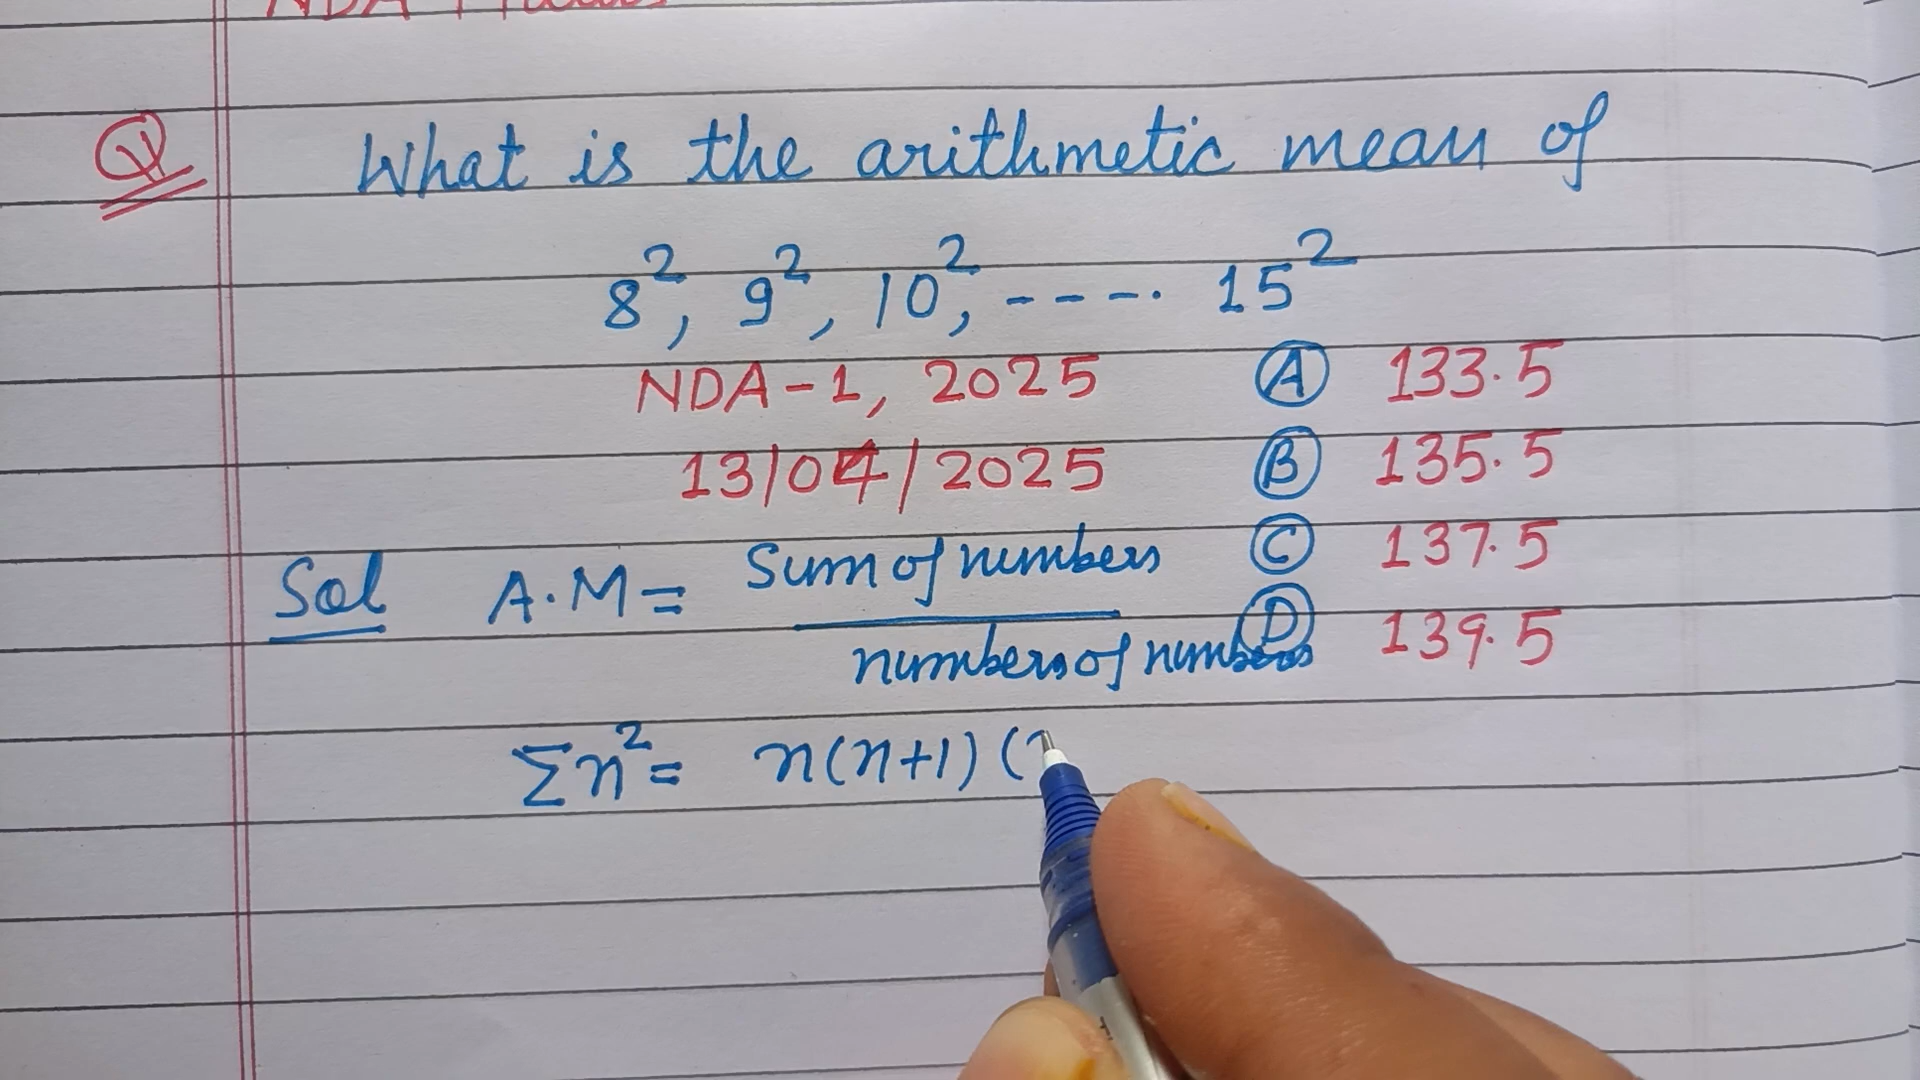 Q What is the arithmetic mean of
8², 9², 10², ----. 15²
NDA-1, 2025 (A) 133.5
13/04/2025 (B) 135.5
(C) 137.5
Sol A.M = Sum of numbers / numbers of numbers
(D) 139.5
Σn² = n(n+1)(